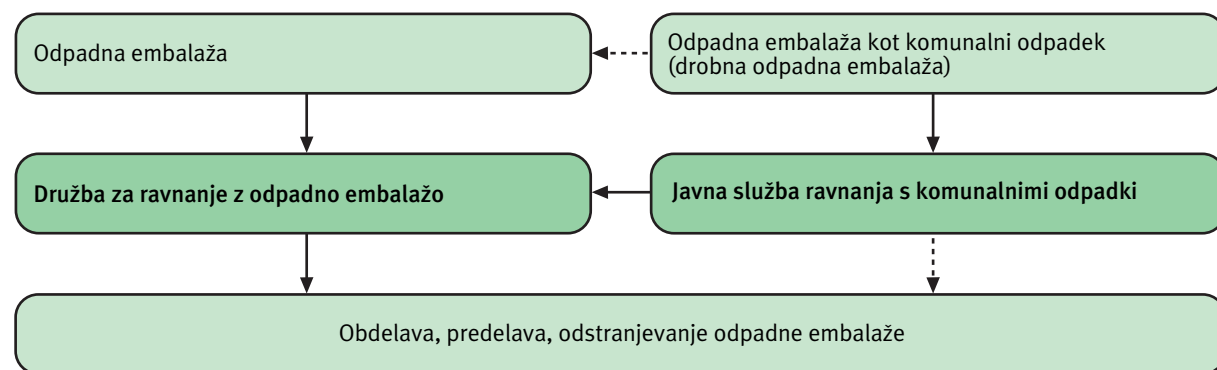 Odpadna embalaža
Odpadna embalaža kot komunalni odpadek
(drobna odpadna embalaža)
Družba za ravnanje z odpadno embalažo
Javna služba ravnanja s komunalnimi odpadki
Obdelava, predelava, odstranjevanje odpadne embalaže